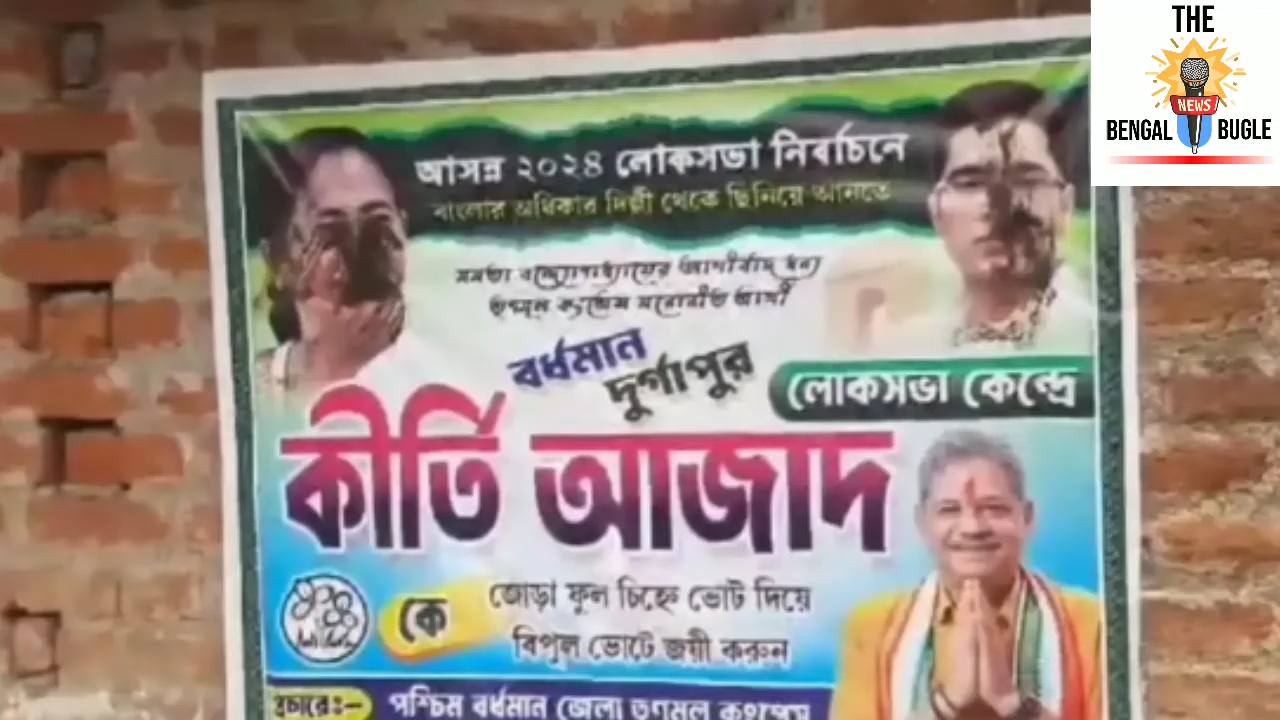 THE
NEWS
BENGAL BUGLE
আসন্ন ২০২৪ লোকসভা নির্বাচনে
বাংলার অধিকার দিল্লী থেকে ছিনিয়ে আনতে
মমতা বন্দ্যোপাধ্যায়ের আশীর্বাদ ধন্য
তৃণমূল কংগ্রেস মনোনীত প্রার্থী
বর্ধমান
দুর্গাপুর
লোকসভা কেন্দ্রে
কীর্তি আজাদ
কে
জোড়া ফুল চিহ্নে ভোট দিয়ে
বিপুল ভোটে জয়ী করুন
প্রচারে:-
পশ্চিম বর্ধমান জেলা তৃণমূল কংগ্রেস